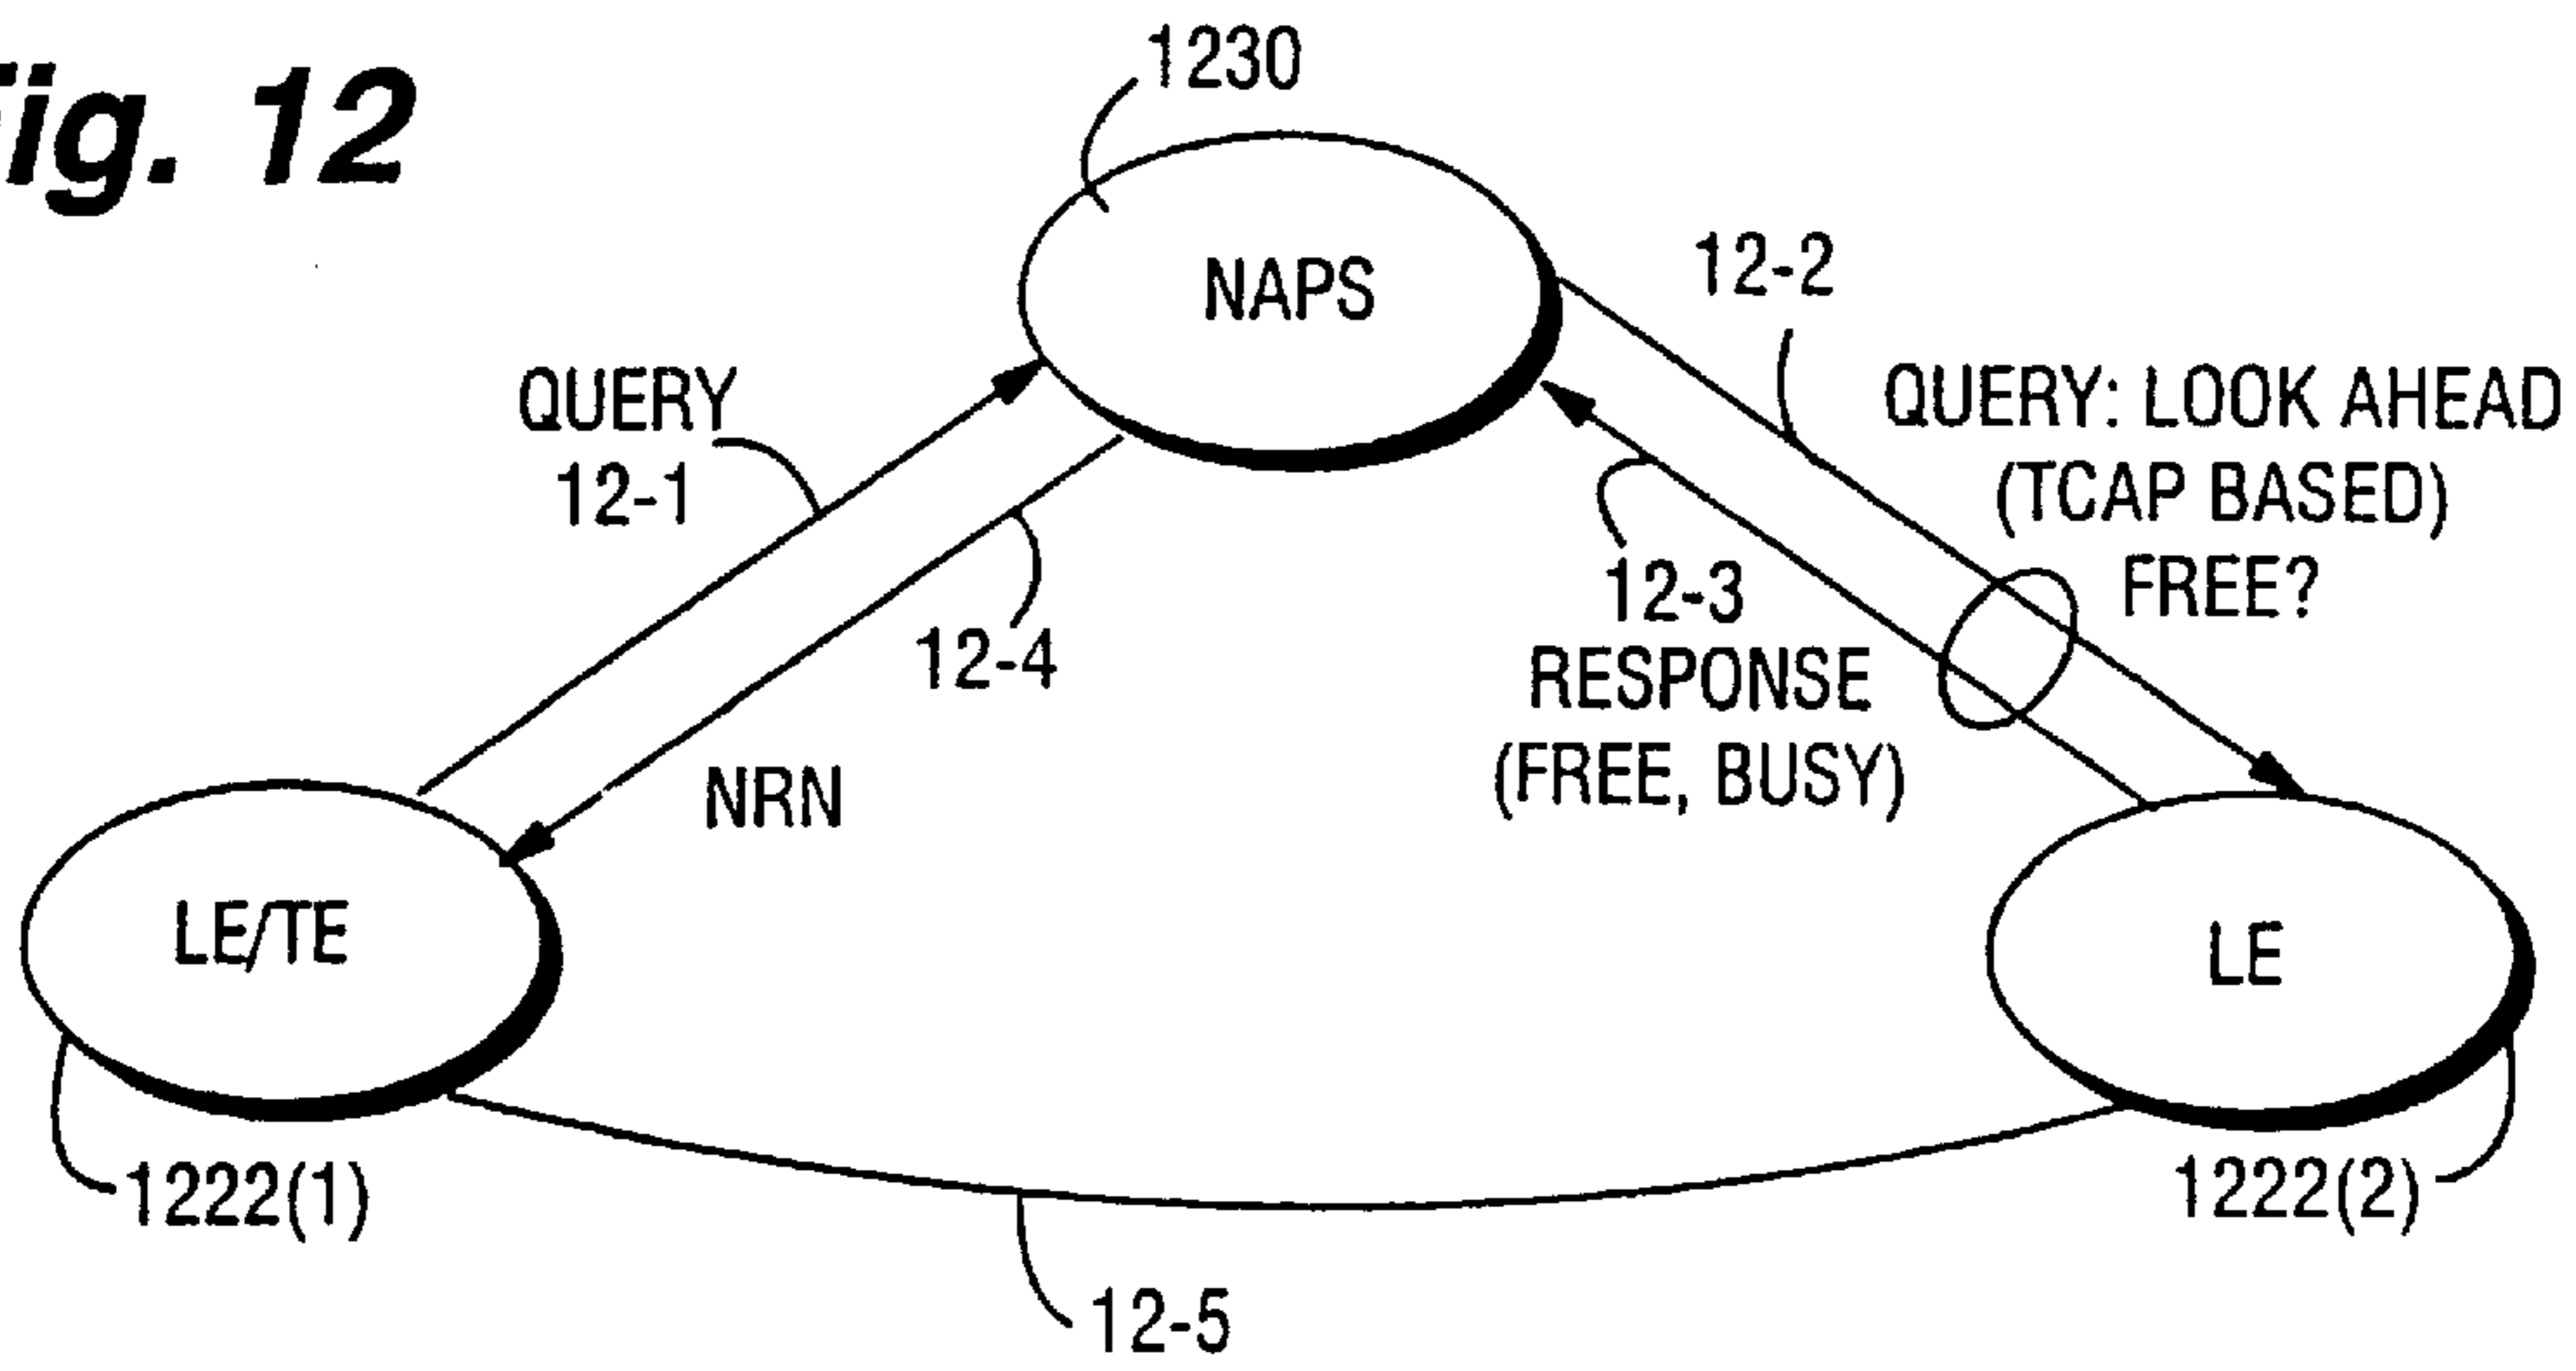 Fig. 12
1230
NAPS
12-2
QUERY
12-1
QUERY: LOOK AHEAD
(TCAP BASED)
FREE?
12-3
RESPONSE
(FREE, BUSY)
12-4
NRN
LE/TE
LE
1222(1)
1222(2)
12-5